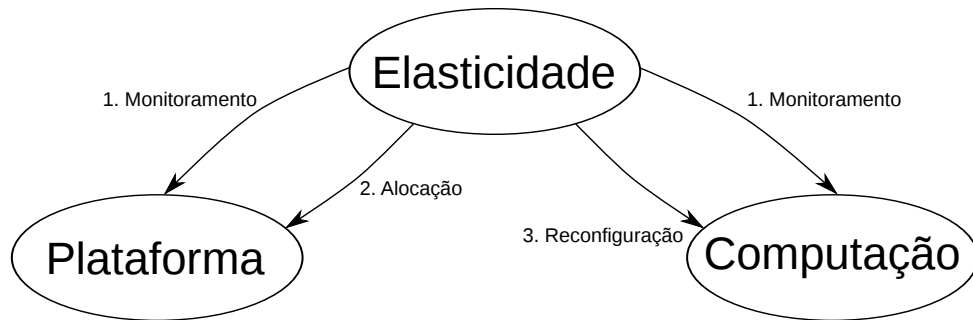 Elasticidade
1. Monitoramento
1. Monitoramento
2. Alocação
3. Reconfiguração
Plataforma
Computação